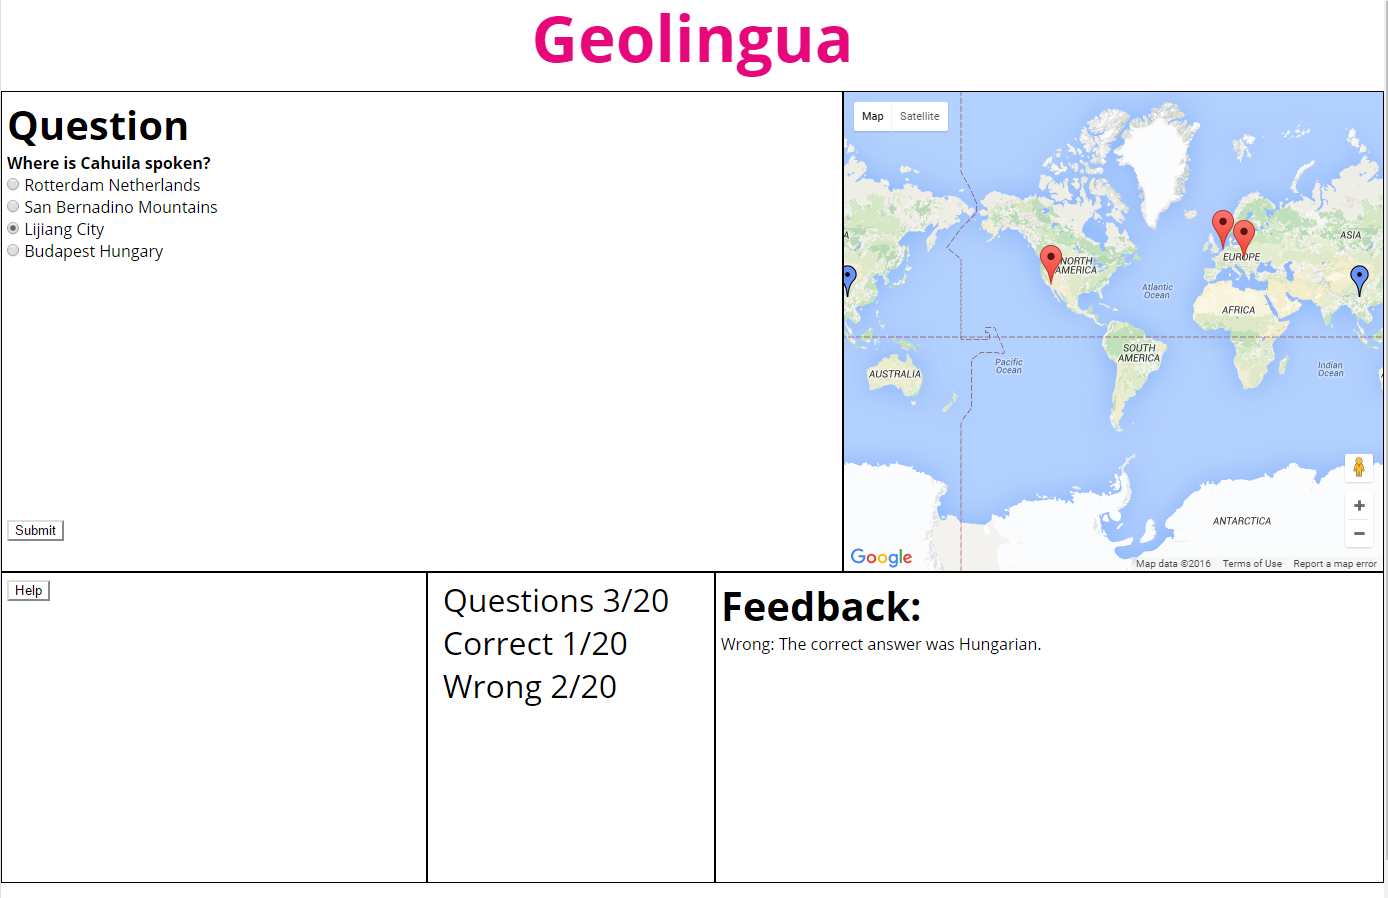 Geolingua
Question
Where is Cahuila spoken?
Rotterdam Netherlands
San Bernadino Mountains
Lijiang City
Budapest Hungary
Submit
Map
Satellite
NORTH
AMERICA
EUROPE
ASIA
Atlantic
Ocean
AFRICA
SOUTH
AMERICA
Pacific
Ocean
Indian
Ocean
AUSTRALIA
ANTARCTICA
Google
Map data ©2016
Terms of Use
Report a map error
Help
Questions 3/20
Correct 1/20
Wrong 2/20
Feedback:
Wrong: The correct answer was Hungarian.